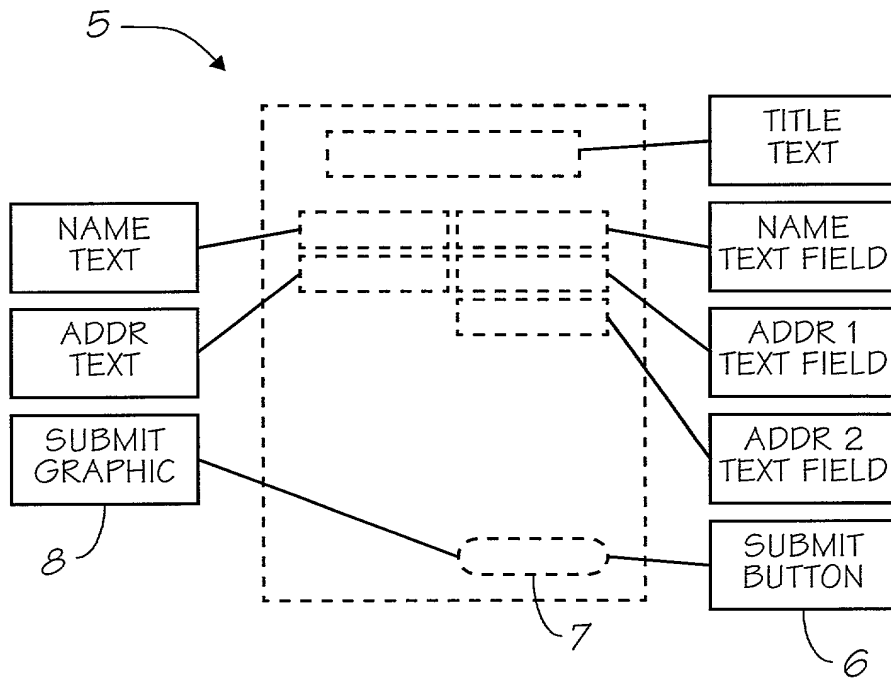 5
TITLE
TEXT
NAME
TEXT
NAME
TEXT FIELD
ADDR
TEXT
ADDR 1
TEXT FIELD
SUBMIT
GRAPHIC
ADDR 2
TEXT FIELD
SUBMIT
BUTTON
8
7
6